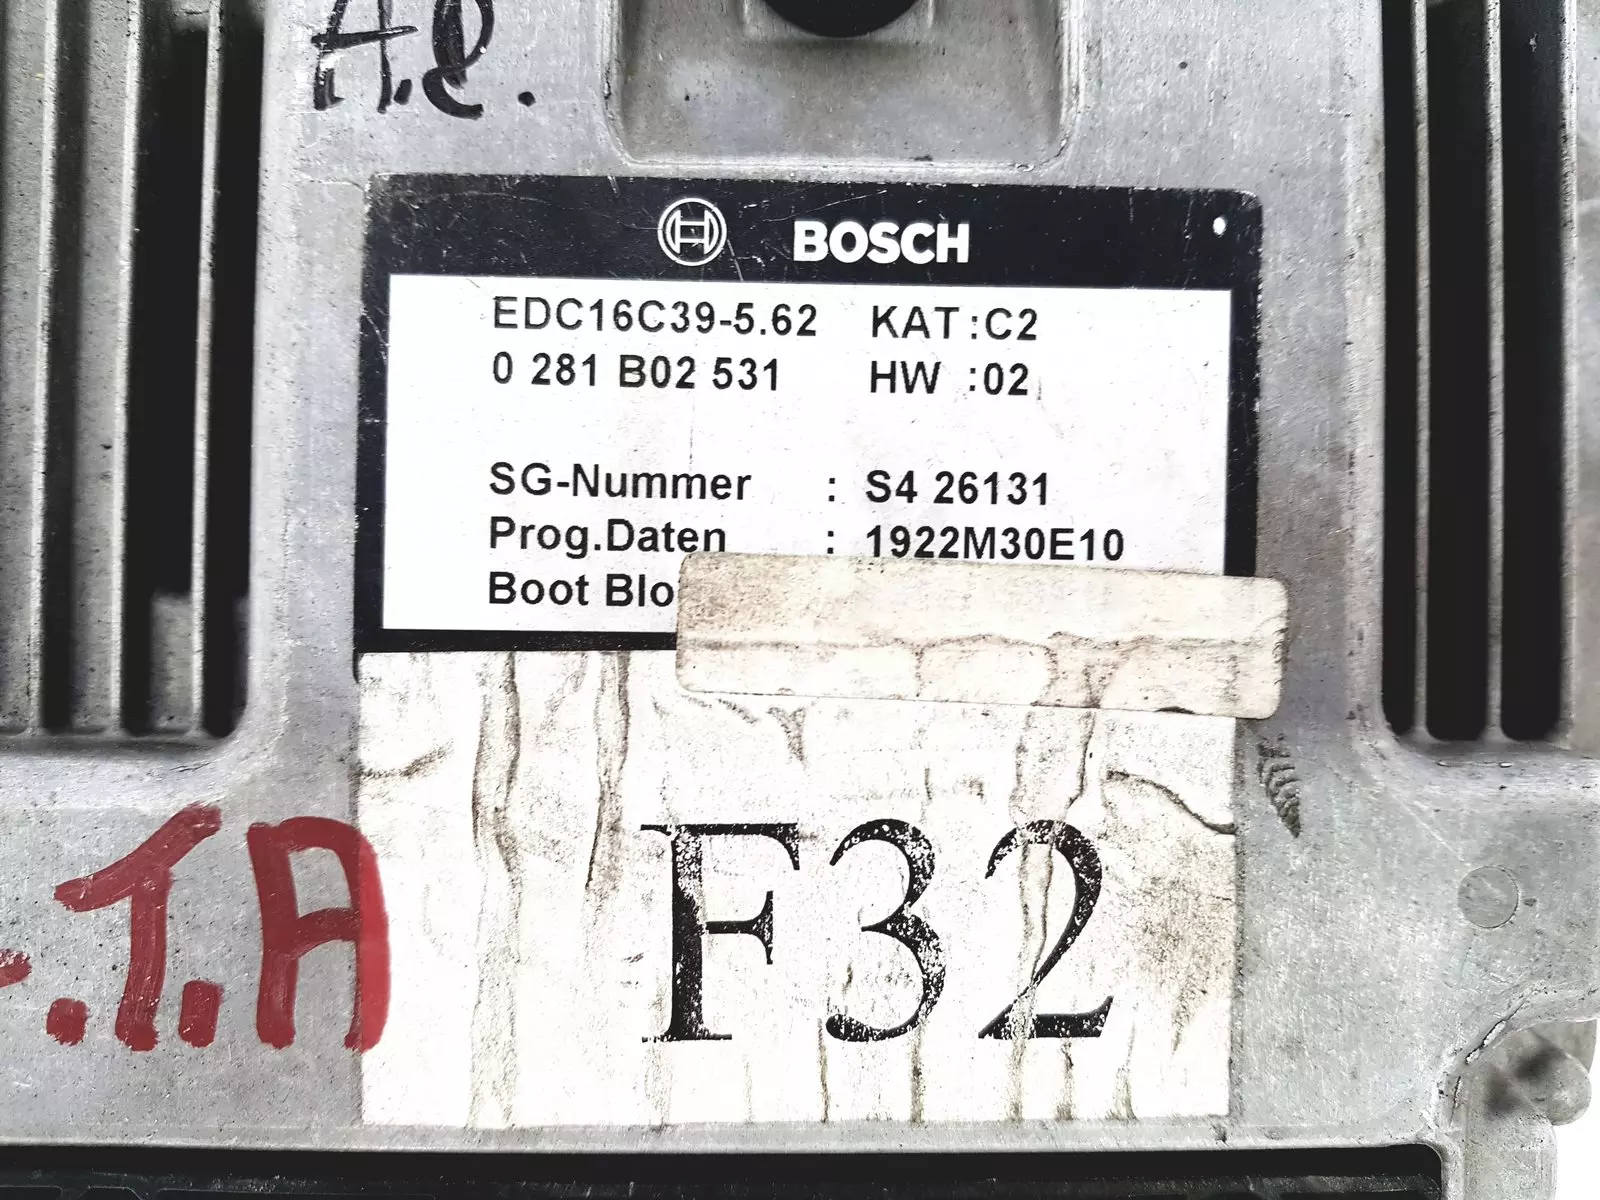 A.e.
BOSCH
EDC16C39-5.62 KAT :C2
0 281 B02 531 HW :02
SG-Nummer : S4 26131
Prog.Daten : 1922M30E10
Boot Blo
.T.A
F32